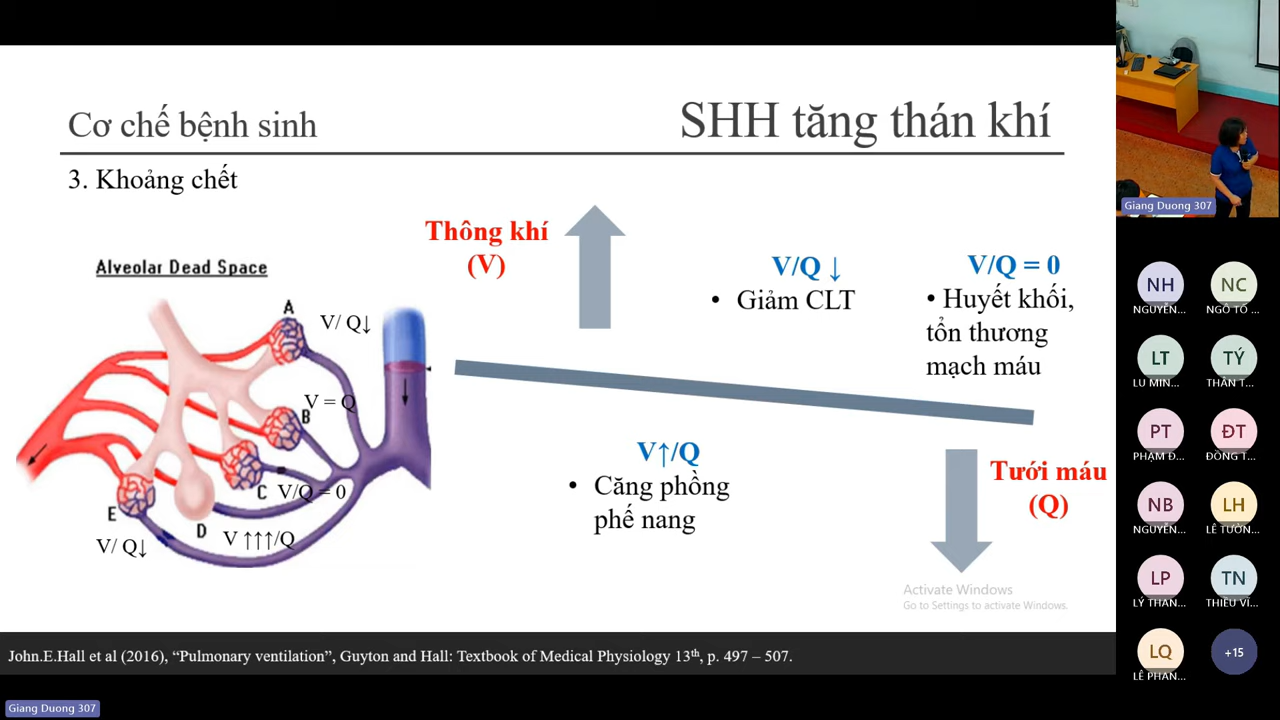 Cơ chế bệnh sinh
SHH tăng thán khí
3. Khoảng chết
Alveolar Dead Space
A
V/ Q↓
V = Q
B
C
V/Q = 0
E
D
V ↑↑↑/Q
V/ Q↓
Thông khí
(V)
V/Q ↓
• Giảm CLT
V/Q = 0
• Huyết khối,
tổn thương
mạch máu
V↑/Q
• Căng phồng
phế nang
Tưới máu
(Q)
Activate Windows
Go to Settings to activate Windows.
John.E.Hall et al (2016), “Pulmonary ventilation”, Guyton and Hall: Textbook of Medical Physiology 13th, p. 497 – 507.
Giang Duong 307
Giang Duong 307
NH
NGUYỄN...
NC
NGÔ TỐ ...
LT
LU MIN...
TÝ
THÂN T...
PT
PHẠM Đ...
ĐT
ĐỒNG T...
NB
NGUYỄN...
LH
LÊ TƯỜN...
LP
LÝ THAN...
TN
THIỀU VĨ...
LQ
LÊ PHAN...
+15